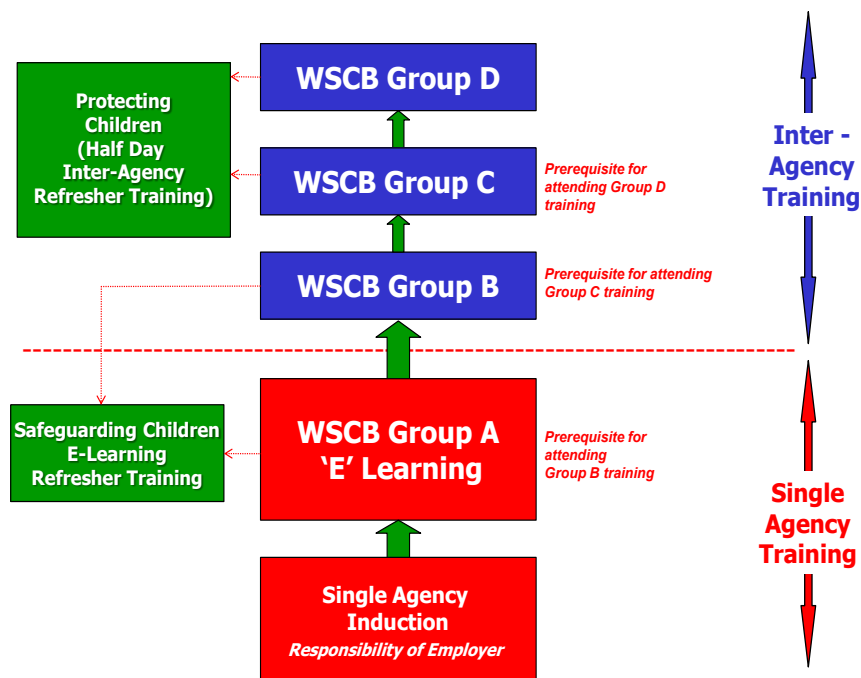 WSCB Group D
Protecting
Children
(Half Day
Inter-Agency
Refresher Training)
Inter -
Agency
Training
WSCB Group C
Prerequisite for
attending Group D
training
WSCB Group B
Prerequisite for attending
Group C training
Safeguarding Children
E-Learning
Refresher Training
WSCB Group A
‘E’ Learning
Prerequisite for
attending
Group B training
Single
Agency
Training
Single Agency
Induction
Responsibility of Employer